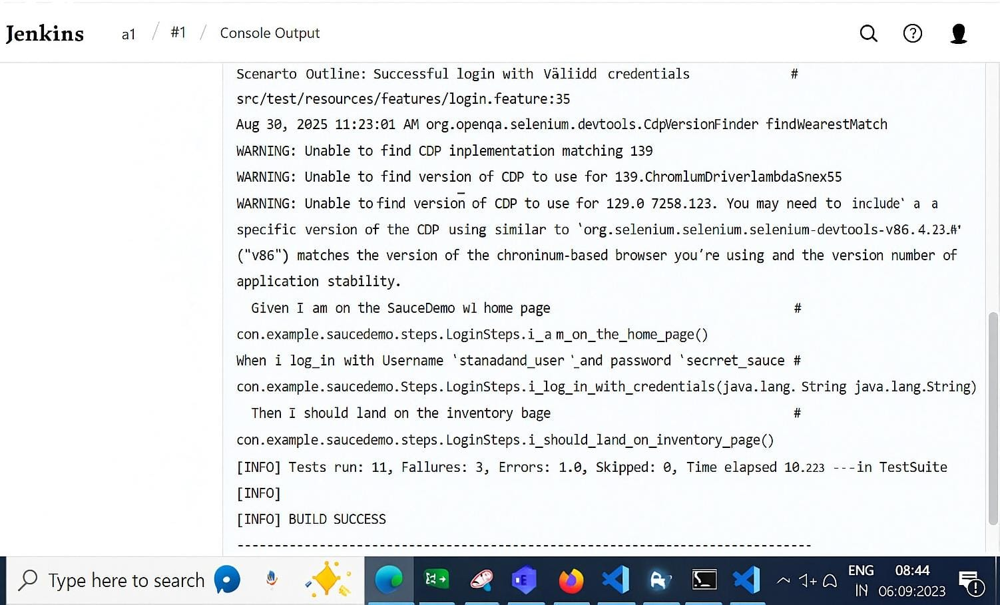 Jenkins a1 / #1 / Console Output
Scenarto Outline: Successful login with Väliidd credentials #
src/test/resources/features/login.feature:35
Aug 30, 2025 11:23:01 AM org.openqa.selenium.devtools.CdpVersionFinder findWearestMatch
WARNING: Unable to find CDP inplementation matching 139
WARNING: Unable to find version of CDP to use for 139.ChromlumDriverlambdaSnex55
WARNING: Unable to find version of CDP to use for 129.0 7258.123. You may need to include` a a
specific version of the CDP using similar to `org.selenium.selenium.selenium-devtools-v86.4.23.#'
("v86") matches the version of the chroninum-based browser you're using and the version number of
application stability.
Given I am on the SauceDemo wl home page #
con.example.saucedemo.steps.LoginSteps.i_a m_on_the_home_page()
When i log_in with Username `stanadand_user `_and password `secrret_sauce #
con.example.saucedemo.Steps.LoginSteps.i_log_in_with_credentials(java.lang. String java.lang.String)
Then I should land on the inventory bage #
con.example.saucedemo.steps.LoginSteps.i_should_land_on_inventory_page()
[INFO] Tests run: 11, Fallures: 3, Errors: 1.0, Skipped: 0, Time elapsed 10.223 ---in TestSuite
[INFO]
[INFO] BUILD SUCCESS
-----------------------------------------------------------------------------
Type here to search
ENG 08:44
IN 06:09:2023